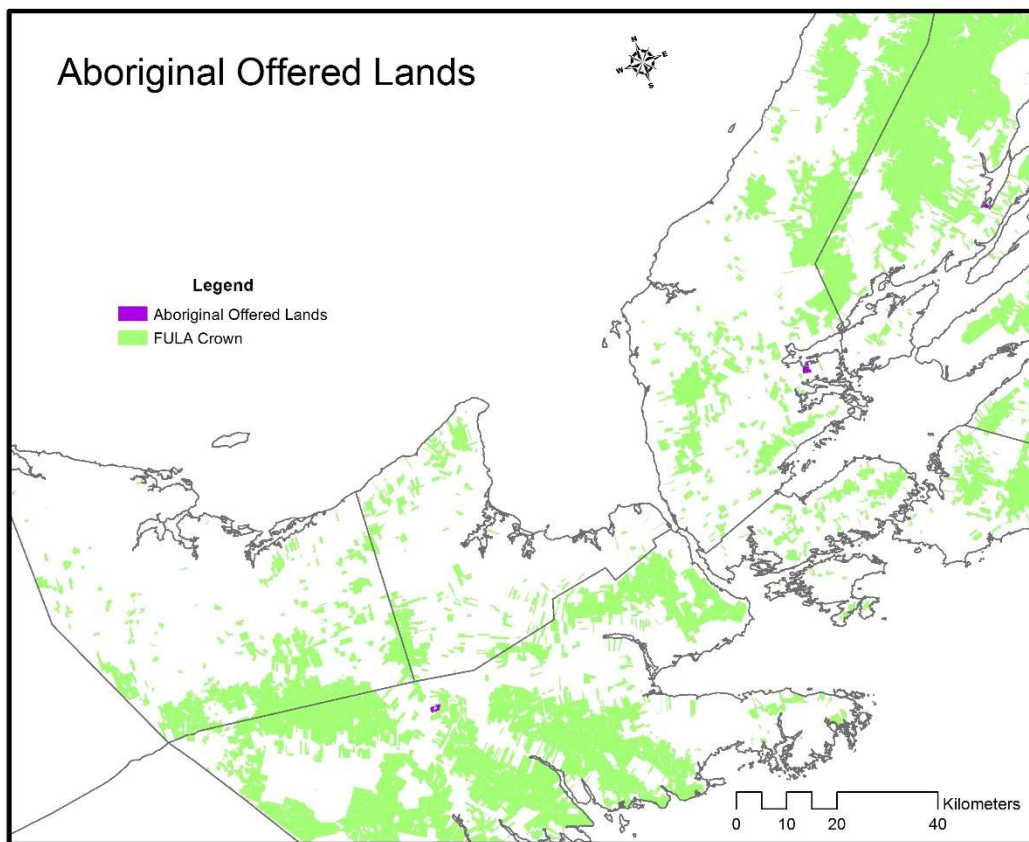 Aboriginal Offered Lands
N
E
W
S
Legend
Aboriginal Offered Lands
FULA Crown
Kilometers
0 10 20 40